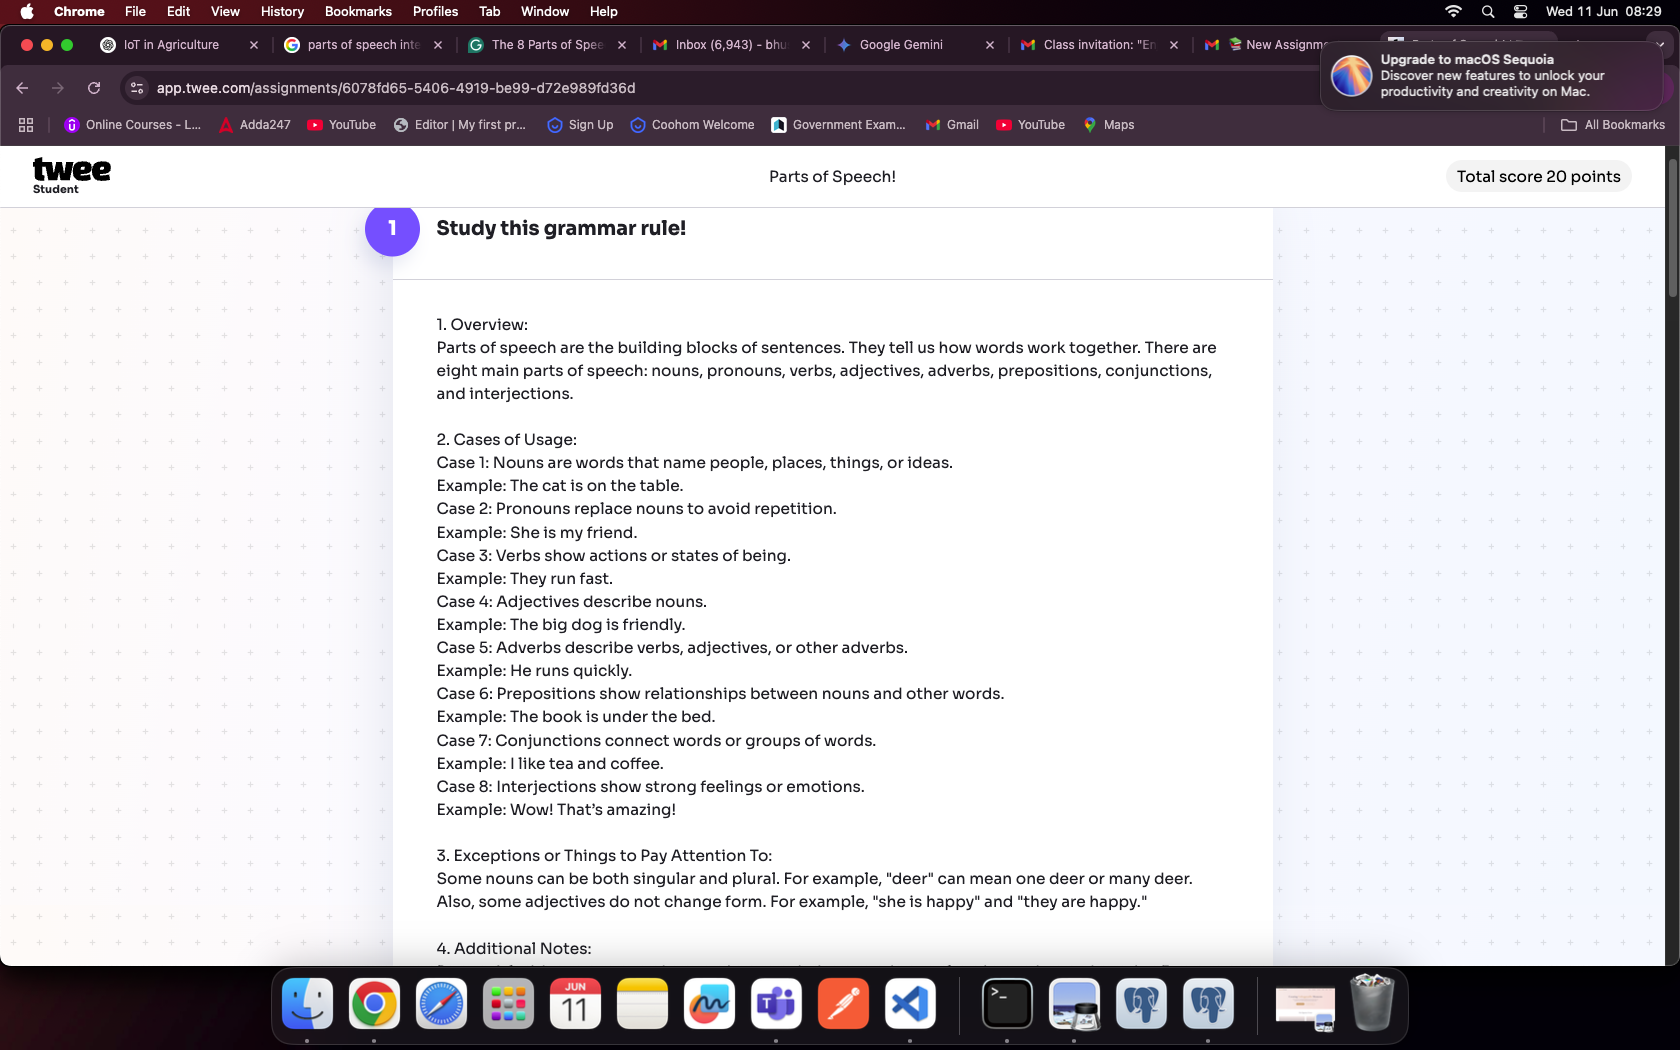 Chrome File Edit View History Bookmarks Profiles Tab Window Help Wed 11 Jun 08:29
IoT in Agriculture parts of speech inte The 8 Parts of Spee Inbox (6,943) - bhu Google Gemini Class invitation: "En New Assignm
Upgrade to macOS Sequoia
Discover new features to unlock your
productivity and creativity on Mac.
app.twee.com/assignments/6078fd65-5406-4919-be99-d72e989fd36d
Online Courses - L... Adda247 YouTube Editor | My first pr... Sign Up Coohom Welcome Government Exam... Gmail YouTube Maps All Bookmarks
twee
Student
Parts of Speech!
Total score 20 points
1 Study this grammar rule!
1. Overview:
Parts of speech are the building blocks of sentences. They tell us how words work together. There are
eight main parts of speech: nouns, pronouns, verbs, adjectives, adverbs, prepositions, conjunctions,
and interjections.
2. Cases of Usage:
Case 1: Nouns are words that name people, places, things, or ideas.
Example: The cat is on the table.
Case 2: Pronouns replace nouns to avoid repetition.
Example: She is my friend.
Case 3: Verbs show actions or states of being.
Example: They run fast.
Case 4: Adjectives describe nouns.
Example: The big dog is friendly.
Case 5: Adverbs describe verbs, adjectives, or other adverbs.
Example: He runs quickly.
Case 6: Prepositions show relationships between nouns and other words.
Example: The book is under the bed.
Case 7: Conjunctions connect words or groups of words.
Example: I like tea and coffee.
Case 8: Interjections show strong feelings or emotions.
Example: Wow! That’s amazing!
3. Exceptions or Things to Pay Attention To:
Some nouns can be both singular and plural. For example, "deer" can mean one deer or many deer.
Also, some adjectives do not change form. For example, "she is happy" and "they are happy."
4. Additional Notes:
JUN
11